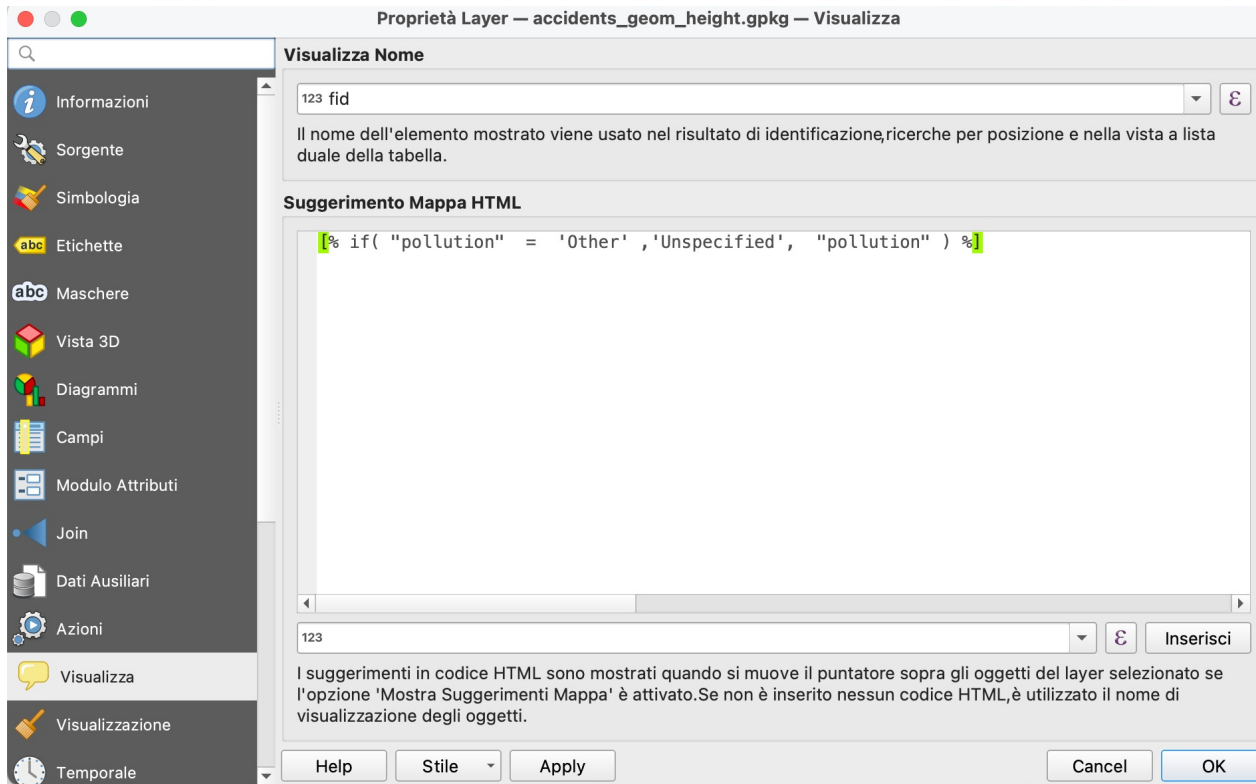 Proprietà Layer — accidents_geom_height.gpkg — Visualizza
Informazioni
Sorgente
Simbologia
abc Etichette
abc Maschere
Vista 3D
Diagrammi
Campi
Modulo Attributi
Join
Dati Ausiliari
Azioni
Visualizza
Visualizzazione
Temporale
Visualizza Nome
123 fid
ε
Il nome dell'elemento mostrato viene usato nel risultato di identificazione,ricerche per posizione e nella vista a lista
duale della tabella.
Suggerimento Mappa HTML
[% if( "pollution"  =  'Other' ,'Unspecified',  "pollution" ) %]
123
ε
Inserisci
I suggerimenti in codice HTML sono mostrati quando si muove il puntatore sopra gli oggetti del layer selezionato se
l'opzione 'Mostra Suggerimenti Mappa' è attivato.Se non è inserito nessun codice HTML,è utilizzato il nome di
visualizzazione degli oggetti.
Help
Stile
Apply
Cancel
OK